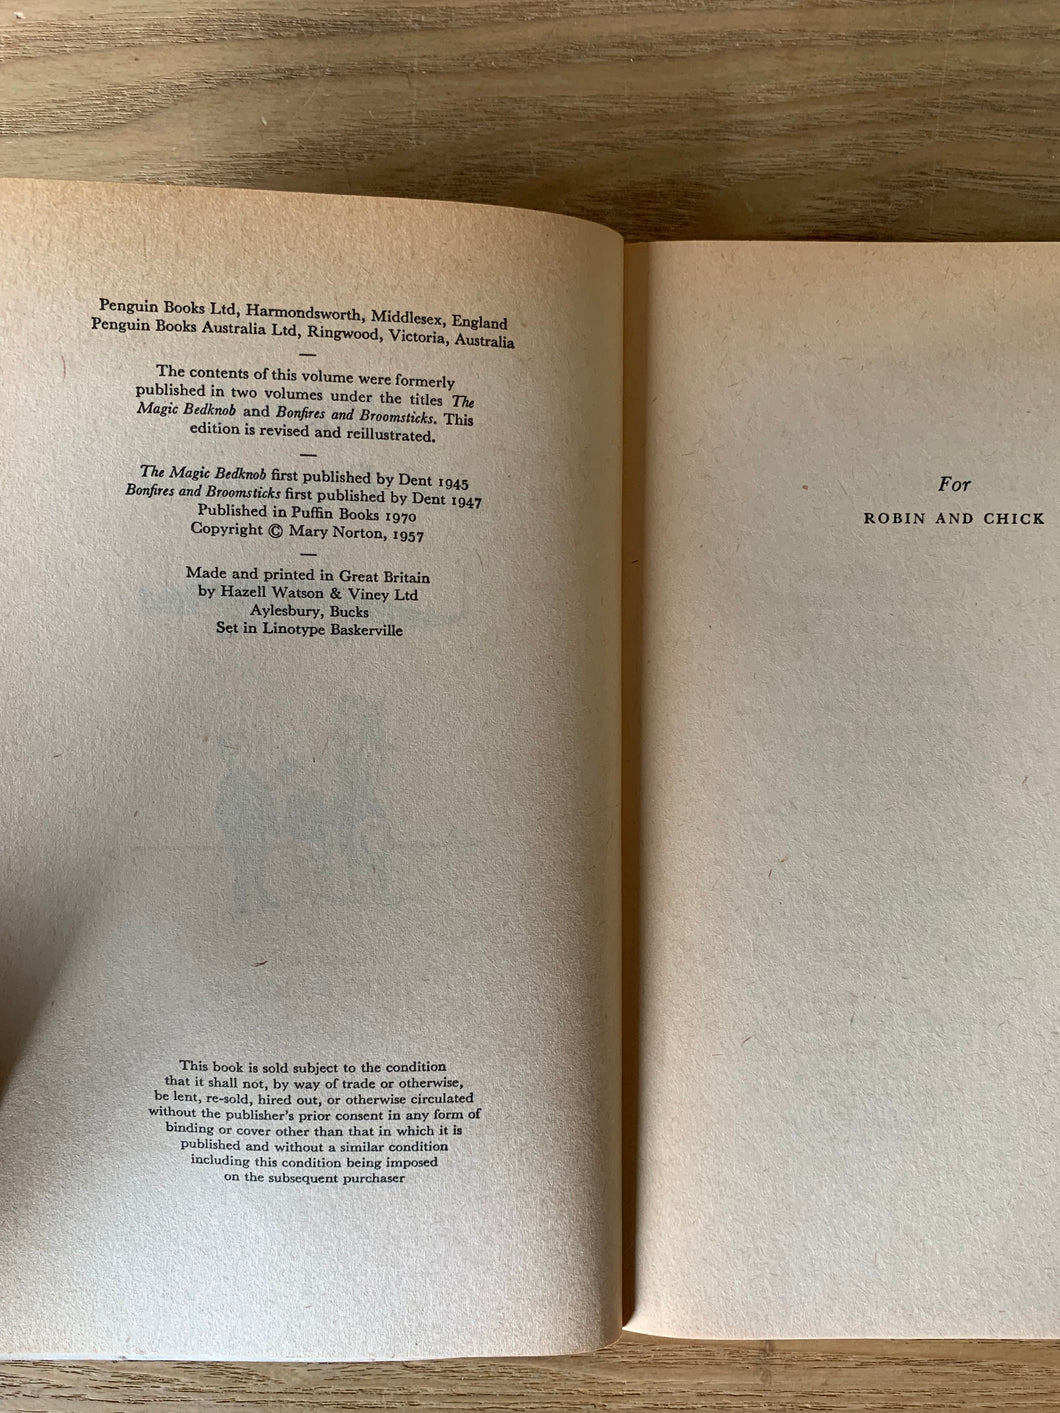 Penguin Books Ltd, Harmondsworth, Middlesex, England
Penguin Books Australia Ltd, Ringwood, Victoria, Australia
—
The contents of this volume were formerly
published in two volumes under the titles The
Magic Bedknob and Bonfires and Broomsticks. This
edition is revised and reillustrated.
—
The Magic Bedknob first published by Dent 1945
Bonfires and Broomsticks first published by Dent 1947
Published in Puffin Books 1970
Copyright © Mary Norton, 1957
—
Made and printed in Great Britain
by Hazell Watson & Viney Ltd
Aylesbury, Bucks
Set in Linotype Baskerville
This book is sold subject to the condition
that it shall not, by way of trade or otherwise,
be lent, re-sold, hired out, or otherwise circulated
without the publisher's prior consent in any form of
binding or cover other than that in which it is
published and without a similar condition
including this condition being imposed
on the subsequent purchaser
For
ROBIN AND CHICK